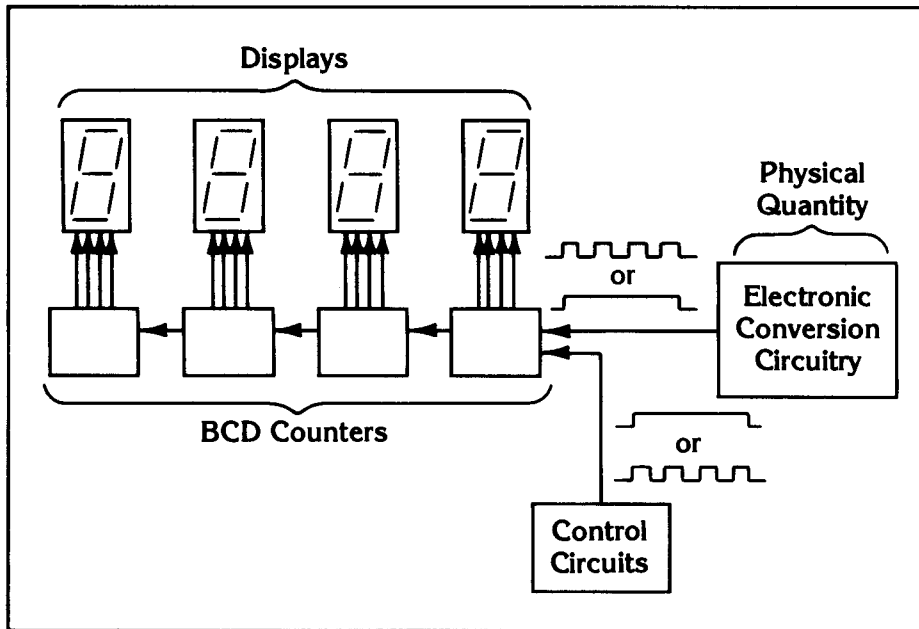 Displays
Physical
Quantity
or
Electronic
Conversion
Circuitry
BCD Counters
or
Control
Circuits